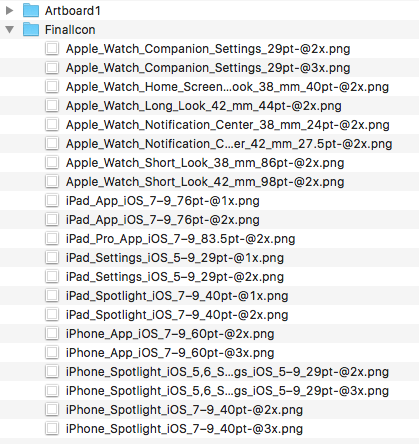 Artboard1
FinalIcon
Apple_Watch_Companion_Settings_29pt-@2x.png
Apple_Watch_Companion_Settings_29pt-@3x.png
Apple_Watch_Home_Screen...ook_38_mm_40pt-@2x.png
Apple_Watch_Long_Look_42_mm_44pt-@2x.png
Apple_Watch_Notification_Center_38_mm_24pt-@2x.png
Apple_Watch_Notification_C...er_42_mm_27.5pt-@2x.png
Apple_Watch_Short_Look_38_mm_86pt-@2x.png
Apple_Watch_Short_Look_42_mm_98pt-@2x.png
iPad_App_iOS_7–9_76pt-@1x.png
iPad_App_iOS_7–9_76pt-@2x.png
iPad_Pro_App_iOS_7–9_83.5pt-@2x.png
iPad_Settings_iOS_5–9_29pt-@1x.png
iPad_Settings_iOS_5–9_29pt-@2x.png
iPad_Spotlight_iOS_7–9_40pt-@1x.png
iPad_Spotlight_iOS_7–9_40pt-@2x.png
iPhone_App_iOS_7–9_60pt-@2x.png
iPhone_App_iOS_7–9_60pt-@3x.png
iPhone_Spotlight_iOS_5,6_S...gs_iOS_5–9_29pt-@2x.png
iPhone_Spotlight_iOS_5,6_S...gs_iOS_5–9_29pt-@3x.png
iPhone_Spotlight_iOS_7–9_40pt-@2x.png
iPhone_Spotlight_iOS_7–9_40pt-@3x.png